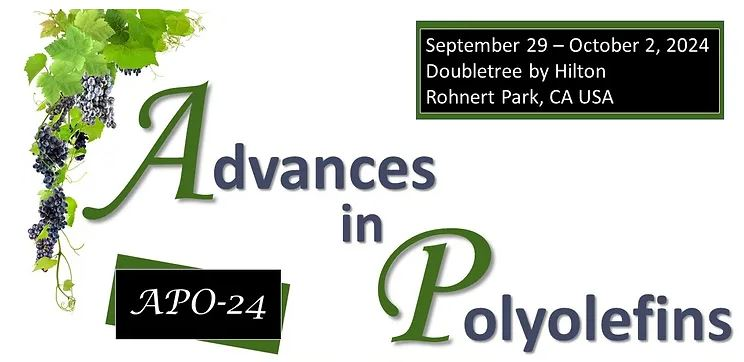 September 29 – October 2, 2024
Doubletree by Hilton
Rohnert Park, CA USA
Advances
in
Polyolefins
APO-24